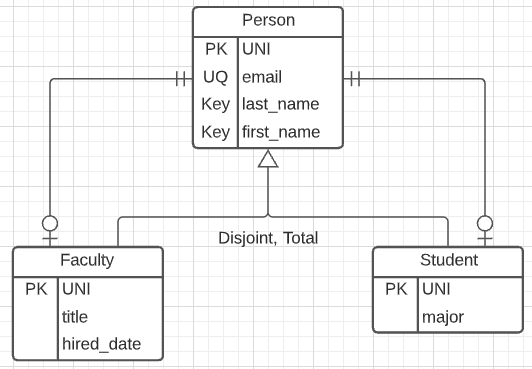 Person
PK UNI
UQ email
Key last_name
Key first_name
Disjoint, Total
Faculty
PK UNI
title
hired_date
Student
PK UNI
major